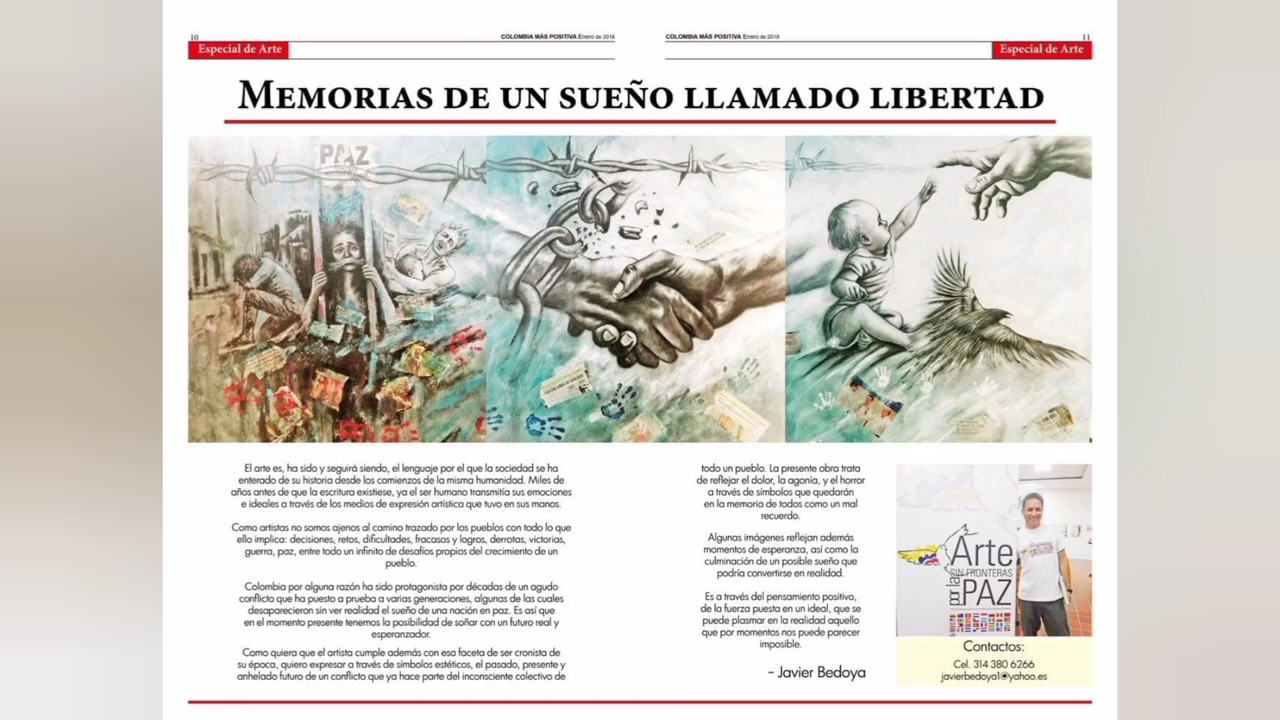 10
COLOMBIA MÁS POSITIVA Enero de 2018
COLOMBIA MÁS POSITIVA Enero de 2018
11
Especial de Arte
Especial de Arte
MEMORIAS DE UN SUEÑO LLAMADO LIBERTAD
PAZ
El arte es, ha sido y seguirá siendo, el lenguaje por el que la sociedad se ha
enterado de su historia desde los comienzos de la misma humanidad. Miles de
años antes de que la escritura existiese, ya el ser humano transmitía sus emociones
e ideales a través de los medios de expresión artística que tuvo en sus manos.
Como artistas no somos ajenos al camino trazado por los pueblos con todo lo que
ello implica: decisiones, retos, dificultades, fracasos y logros, derrotas, victorias,
guerra, paz, entre todo un infinito de desafíos propios del crecimiento de un
pueblo.
Colombia por alguna razón ha sido protagonista por décadas de un agudo
conflicto que ha puesto a prueba a varias generaciones, algunas de las cuales
desaparecieron sin ver realidad el sueño de una nación en paz. Es así que
en el momento presente tenemos la posibilidad de soñar con un futuro real y
esperanzador.
Como quiera que el artista cumple además con esa faceta de ser cronista de
su época, quiero expresar a través de símbolos estéticos, el pasado, presente y
anhelado futuro de un conflicto que ya hace parte del inconsciente colectivo de
todo un pueblo. La presente obra trata
de reflejar el dolor, la agonía, y el horror
a través de símbolos que quedarán
en la memoria de todos como un mal
recuerdo.
Algunas imágenes reflejan además
momentos de esperanza, así como la
culminación de un posible sueño que
podría convertirse en realidad.
Es a través del pensamiento positivo,
de la fuerza puesta en un ideal, que se
puede plasmar en la realidad aquello
que por momentos nos puede parecer
imposible.
– Javier Bedoya
Arte
SIN FRONTERAS
por la
PAZ
Contactos:
Cel. 314 380 6266
javierbedoya1@yahoo.es